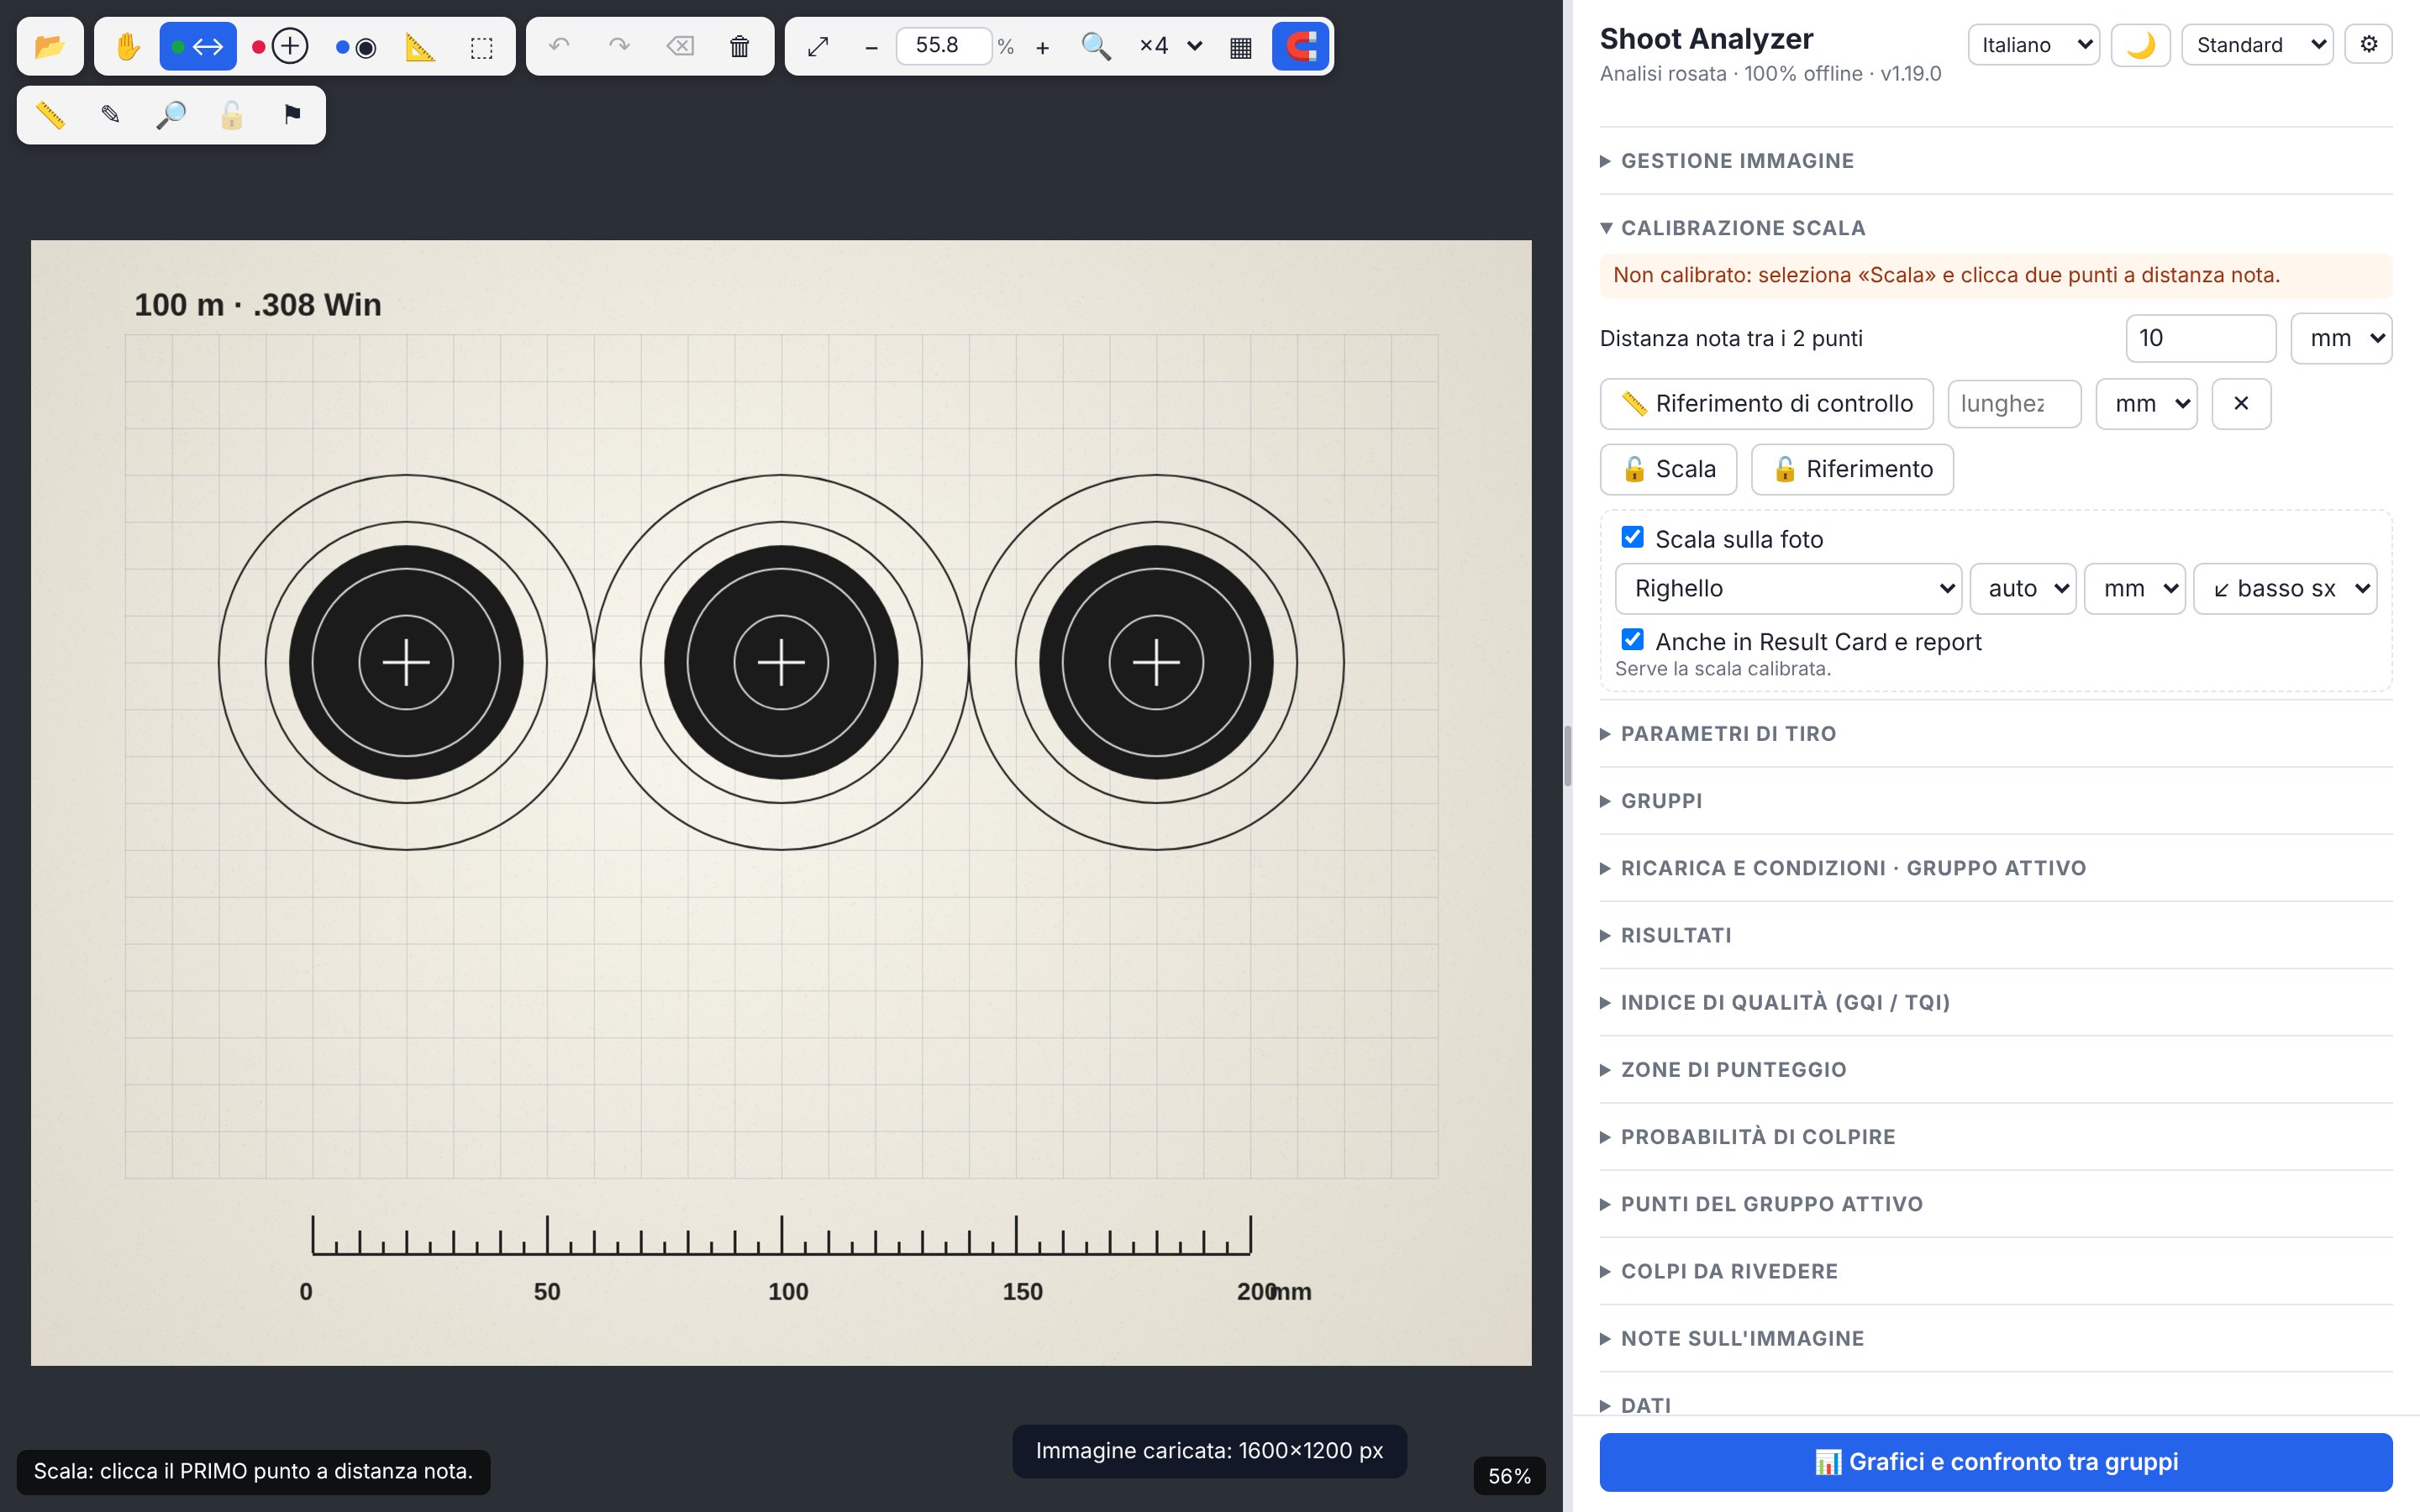 55.8 %
×4
Shoot Analyzer
Analisi rosata · 100% offline · v1.19.0
Italiano
Standard
GESTIONE IMMAGINE
CALIBRAZIONE SCALA
Non calibrato: seleziona «Scala» e clicca due punti a distanza nota.
Distanza nota tra i 2 punti
10
mm
Riferimento di controllo
lunghez
mm
Scala
Riferimento
Scala sulla foto
Righello
auto
mm
basso sx
Anche in Result Card e report
Serve la scala calibrata.
PARAMETRI DI TIRO
GRUPPI
RICARICA E CONDIZIONI · GRUPPO ATTIVO
RISULTATI
INDICE DI QUALITÀ (GQI / TQI)
ZONE DI PUNTEGGIO
PROBABILITÀ DI COLPIRE
PUNTI DEL GRUPPO ATTIVO
COLPI DA RIVEDERE
NOTE SULL'IMMAGINE
DATI
Grafici e confronto tra gruppi
100 m · .308 Win
0 50 100 150 200mm
Immagine caricata: 1600×1200 px
Scala: clicca il PRIMO punto a distanza nota.
56%